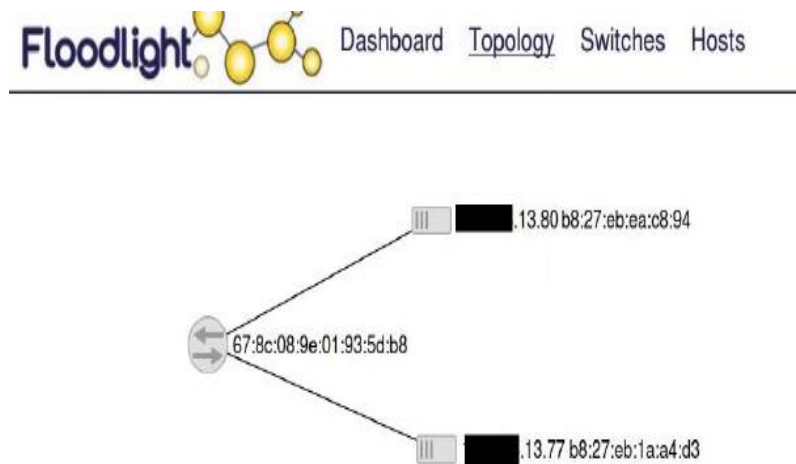 Floodlight Dashboard Topology Switches Hosts
.13.80 b8:27:eb:ea:c8:94
67:8c:08:9e:01:93:5d:b8
.13.77 b8:27:eb:1a:a4:d3